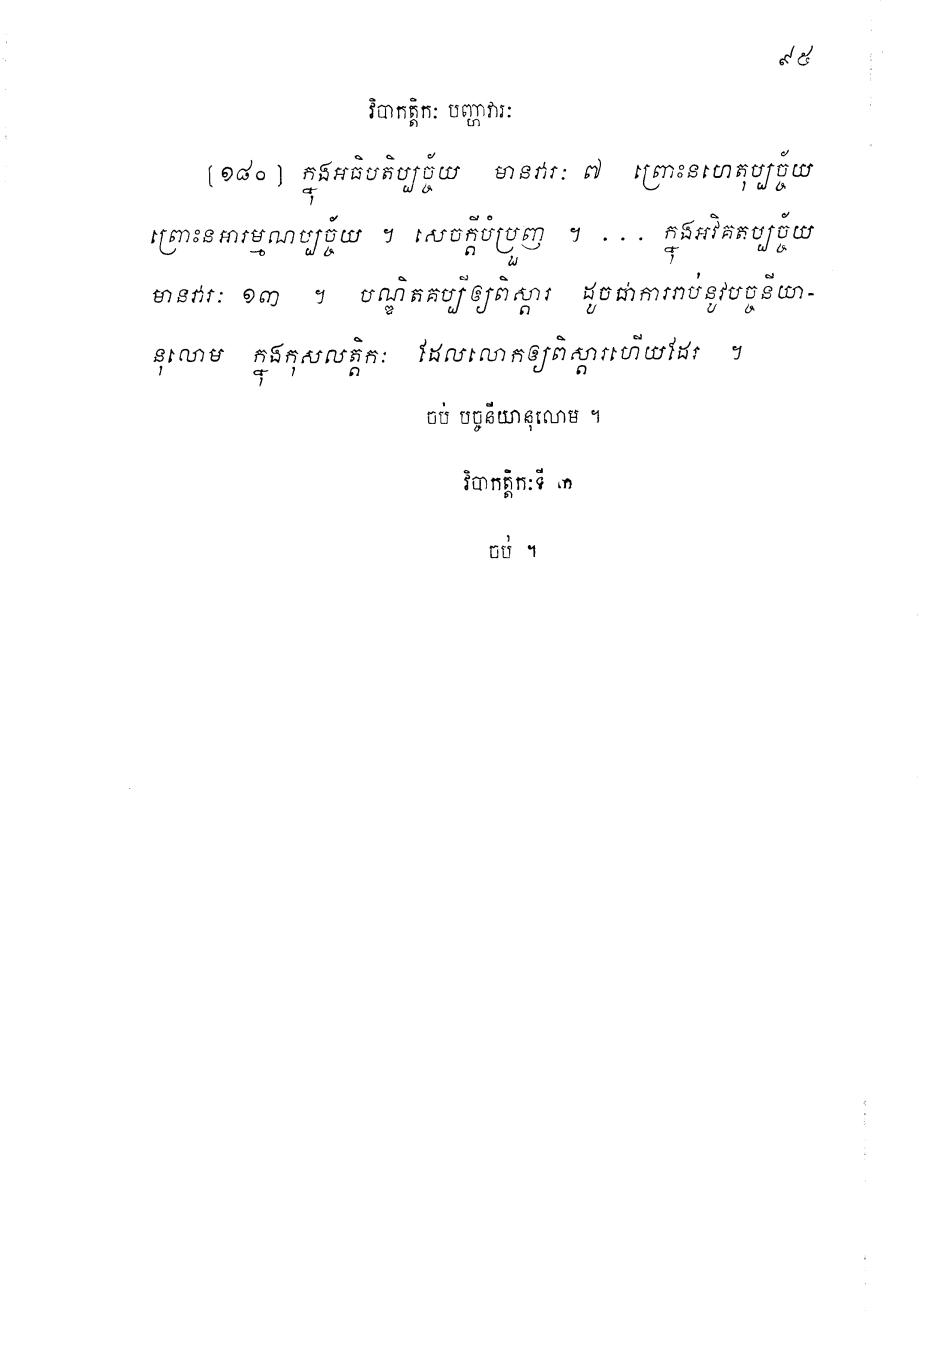 ៩៥
វិបាកត្តិកៈ បញ្ហាវារៈ
[១៨០] ក្នុងអធិបតិប្បច្ច័យ មានវារៈ ៧ ព្រោះនហេតុប្បច្ច័យ
ព្រោះនអារម្មណប្បច្ច័យ ។ សេចក្តីបំប្រួញ ។ ... ក្នុងអវិគតប្បច្ច័យ
មានវារៈ ១៣ ។ បណ្ឌិតគប្បីឲ្យពិស្តារ ដូចជាការរាប់នូវបច្ចនីយា-
នុលោម ក្នុងកុសលត្តិកៈ ដែលលោកឲ្យពិស្តារហើយដែរ ។
ចប់ បច្ចនីយានុលោម ។
វិបាកត្តិកៈទី ៣
ចប់ ។